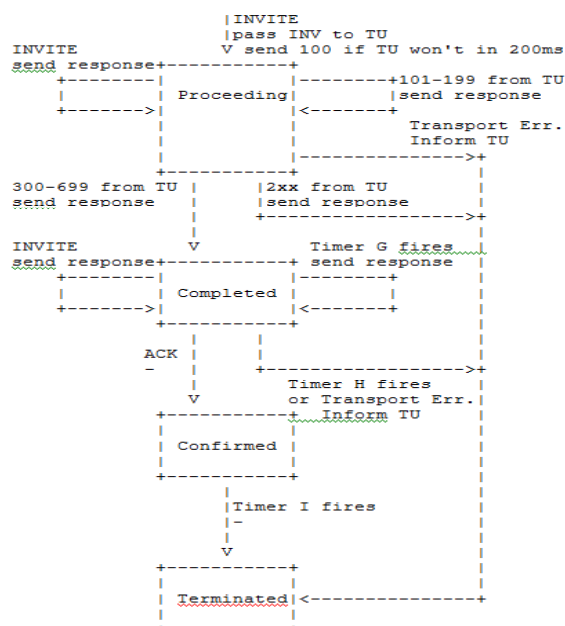 INVITE
pass INV to TU
INVITE V send 100 if TU won't in 200ms
send response
101-199 from TU
Proceeding send response
Transport Err.
Inform TU
300-699 from TU 2xx from TU
send response send response
INVITE V Timer G fires
send response send response
Completed
ACK
-
Timer H fires
V or Transport Err.
Inform TU
Confirmed
Timer I fires
-
V
Terminated